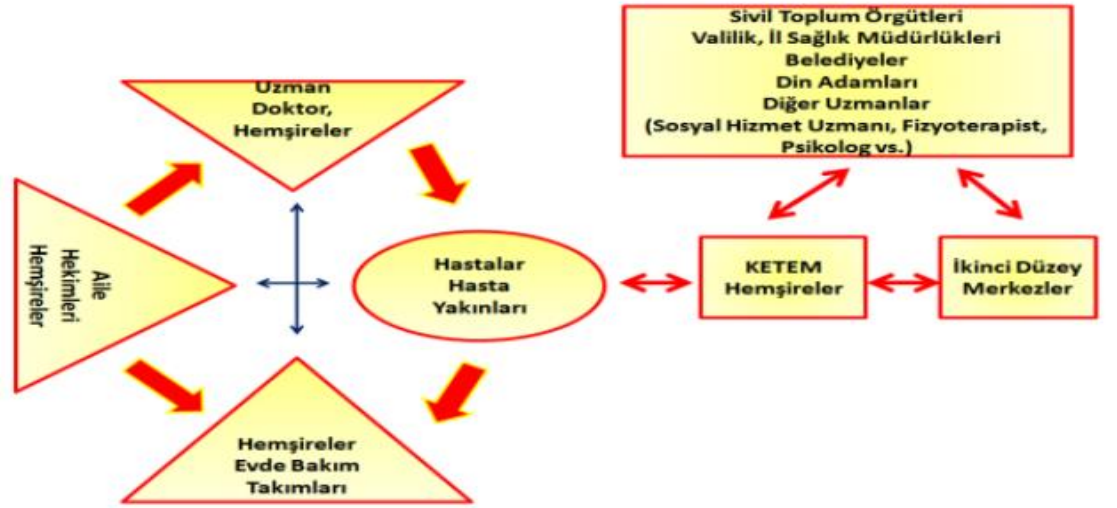 Sivil Toplum Örgütleri
Valilik, İl Sağlık Müdürlükleri
Belediyeler
Din Adamları
Diğer Uzmanlar
(Sosyal Hizmet Uzmanı, Fizyoterapist,
Psikolog vs.)
Uzman
Doktor,
Hemşireler
Aile
Hekimleri
Hemşireler
Hastalar
Hasta
Yakınları
KETEM
Hemşireler
İkinci Düzey
Merkezler
Hemşireler
Evde Bakım
Takımları